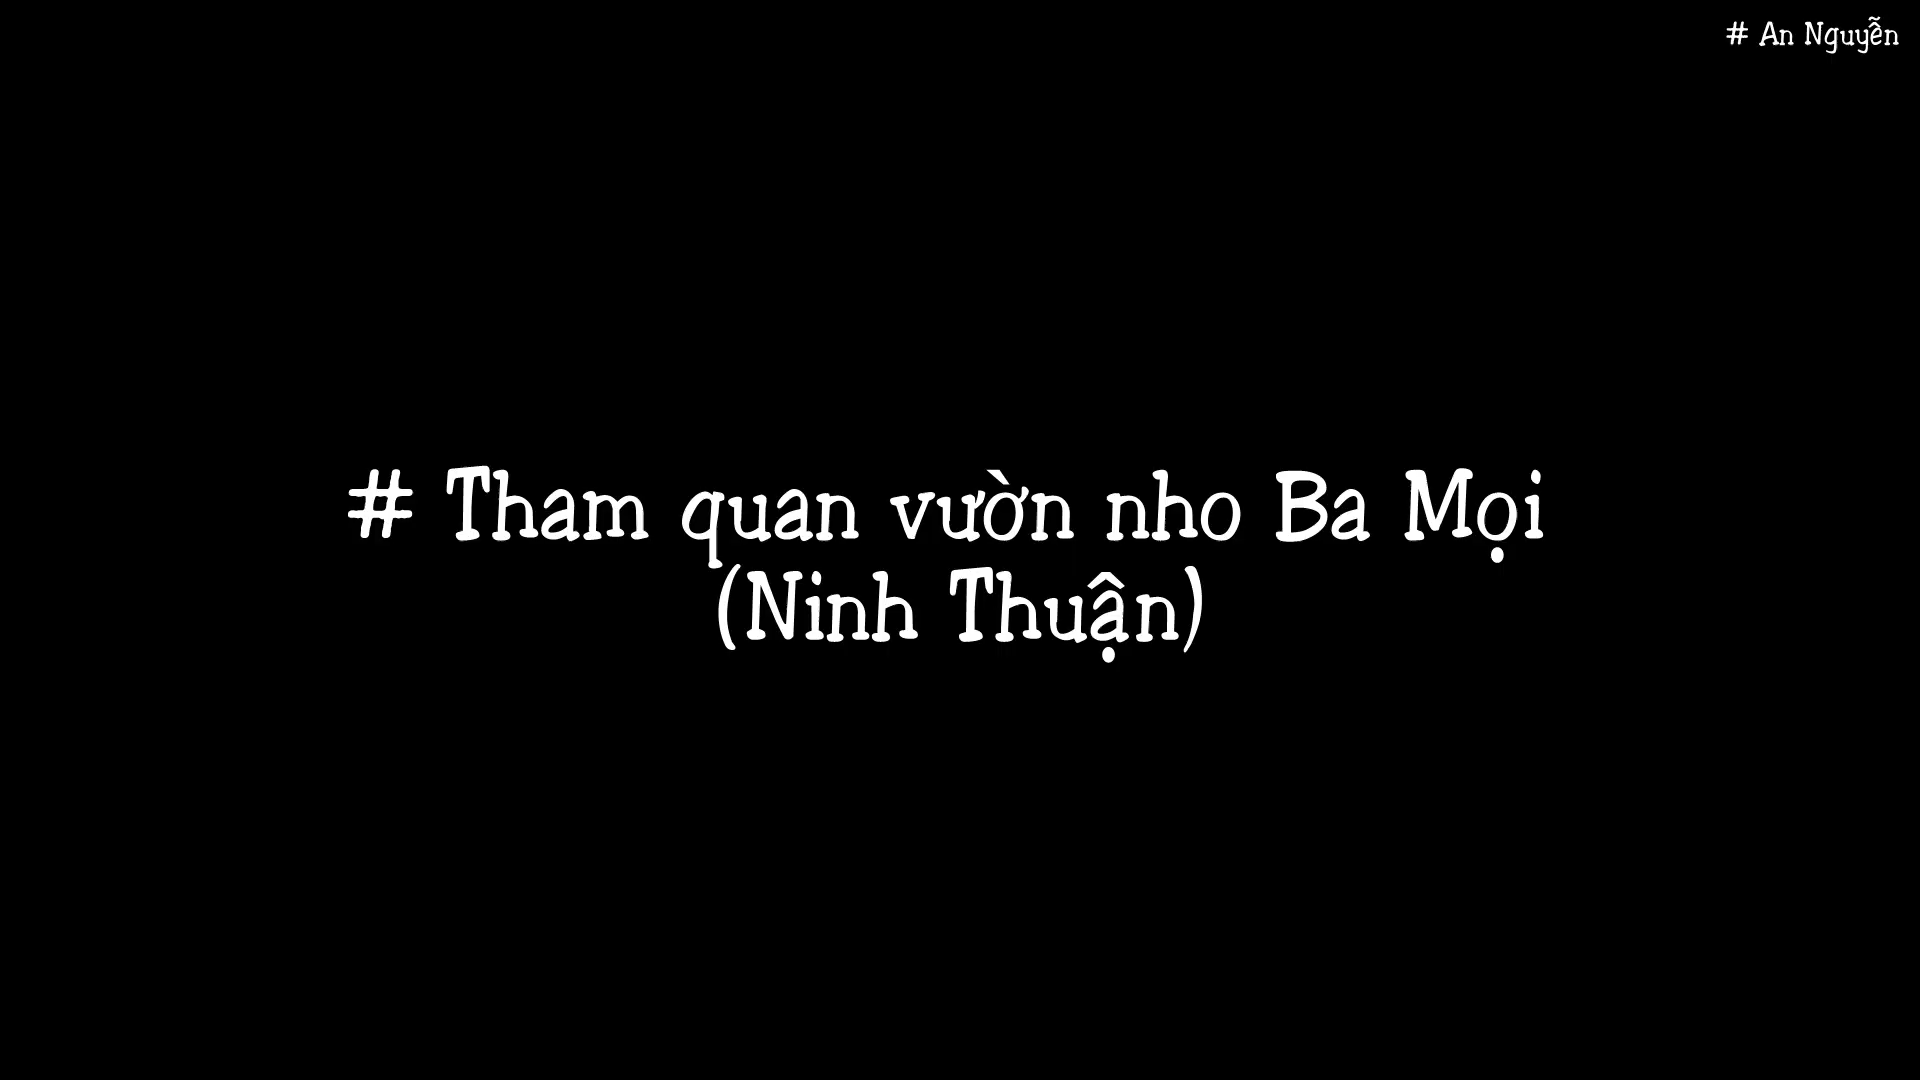 # An Nguyễn
# Tham quan vườn nho Ba Mọi
(Ninh Thuận)